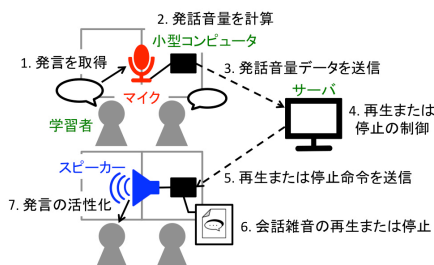 2. 発話音量を計算
小型コンピュータ
1. 発言を取得
3. 発話音量データを送信
マイク
サーバ
学習者
4. 再生または
停止の制御
スピーカー
5. 再生または停止命令を送信
7. 発言の活性化
6. 会話雑音の再生または停止